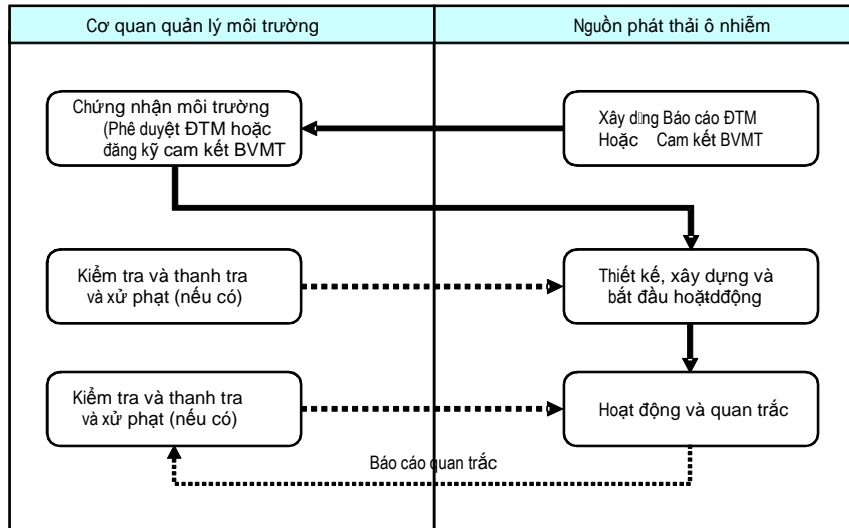 Cơ quan quản lý môi trường
Nguồn phát thải ô nhiễm
Chứng nhận môi trường
(Phê duyệt ĐTM hoặc
đăng kỹ cam kết BVMT
Xây Báo cáo ĐTM
Hoặc Cam kết BVMT
Kiểm tra và thanh tra
và xử phạt (nếu có)
Thiết kế, xây dựng và
bắt đầu
Kiểm tra và thanh tra
và xử phạt (nếu có)
Hoạt động và quan trắc
Báo cáo quan trắc